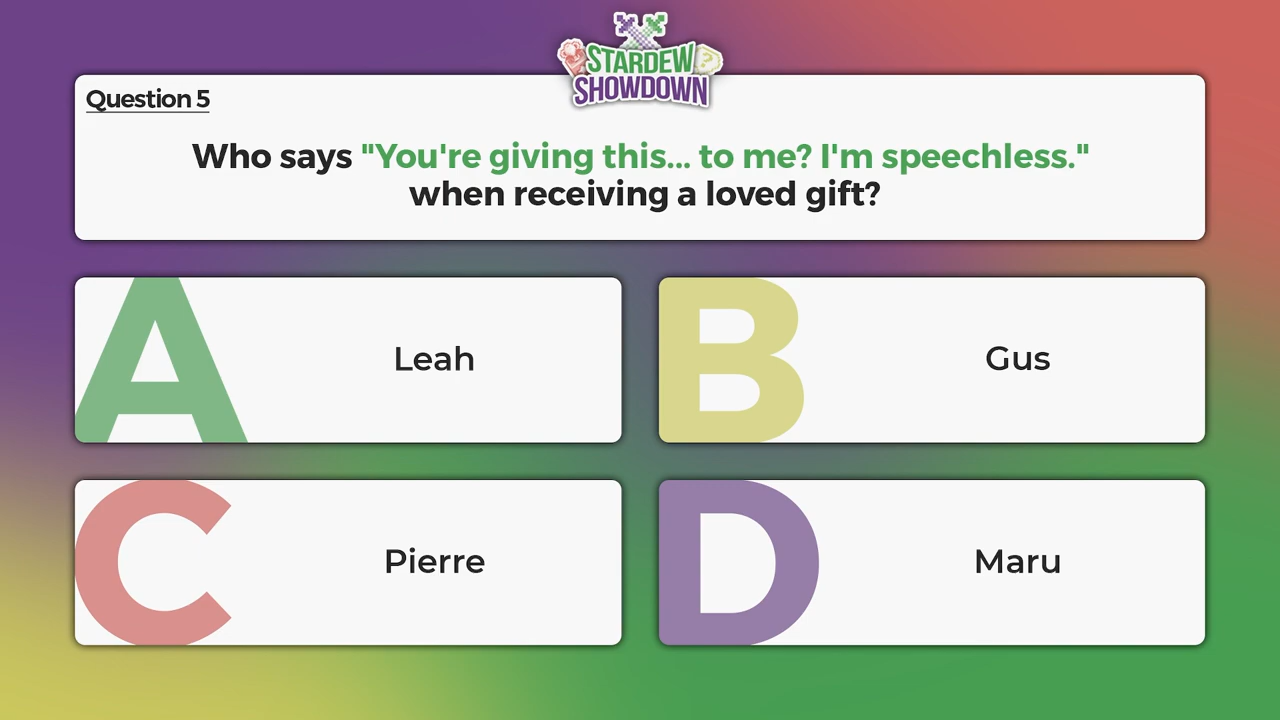 STARDEW
SHOWDOWN
Question 5
Who says "You're giving this... to me? I'm speechless."
when receiving a loved gift?
A
Leah
B
Gus
C
Pierre
D
Maru